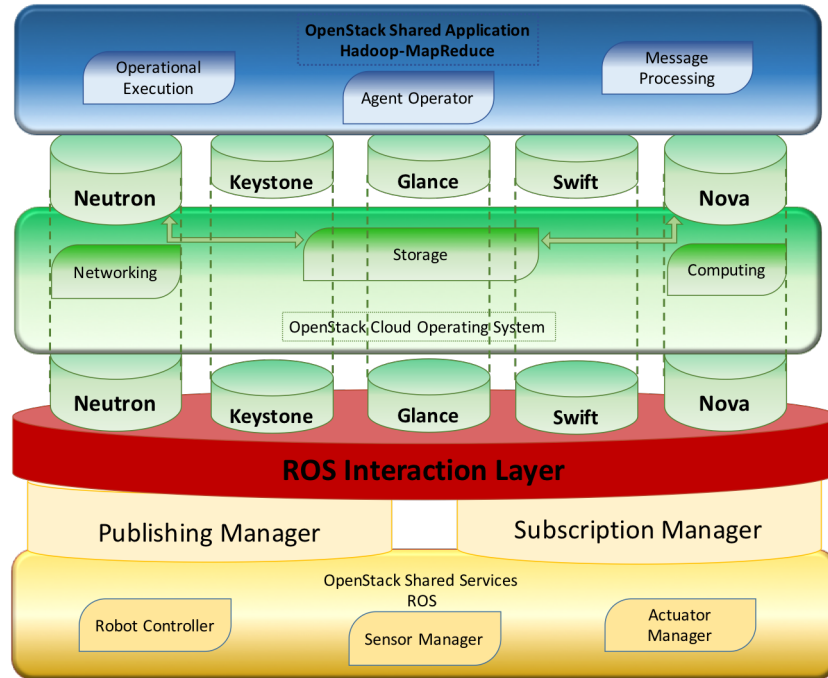 OpenStack Shared Application
Hadoop-MapReduce
Operational
Execution
Agent Operator
Message
Processing
Neutron
Keystone
Glance
Swift
Nova
Networking
Storage
Computing
OpenStack Cloud Operating System
Neutron
Keystone
Glance
Swift
Nova
ROS Interaction Layer
Publishing Manager
Subscription Manager
OpenStack Shared Services
ROS
Robot Controller
Sensor Manager
Actuator
Manager